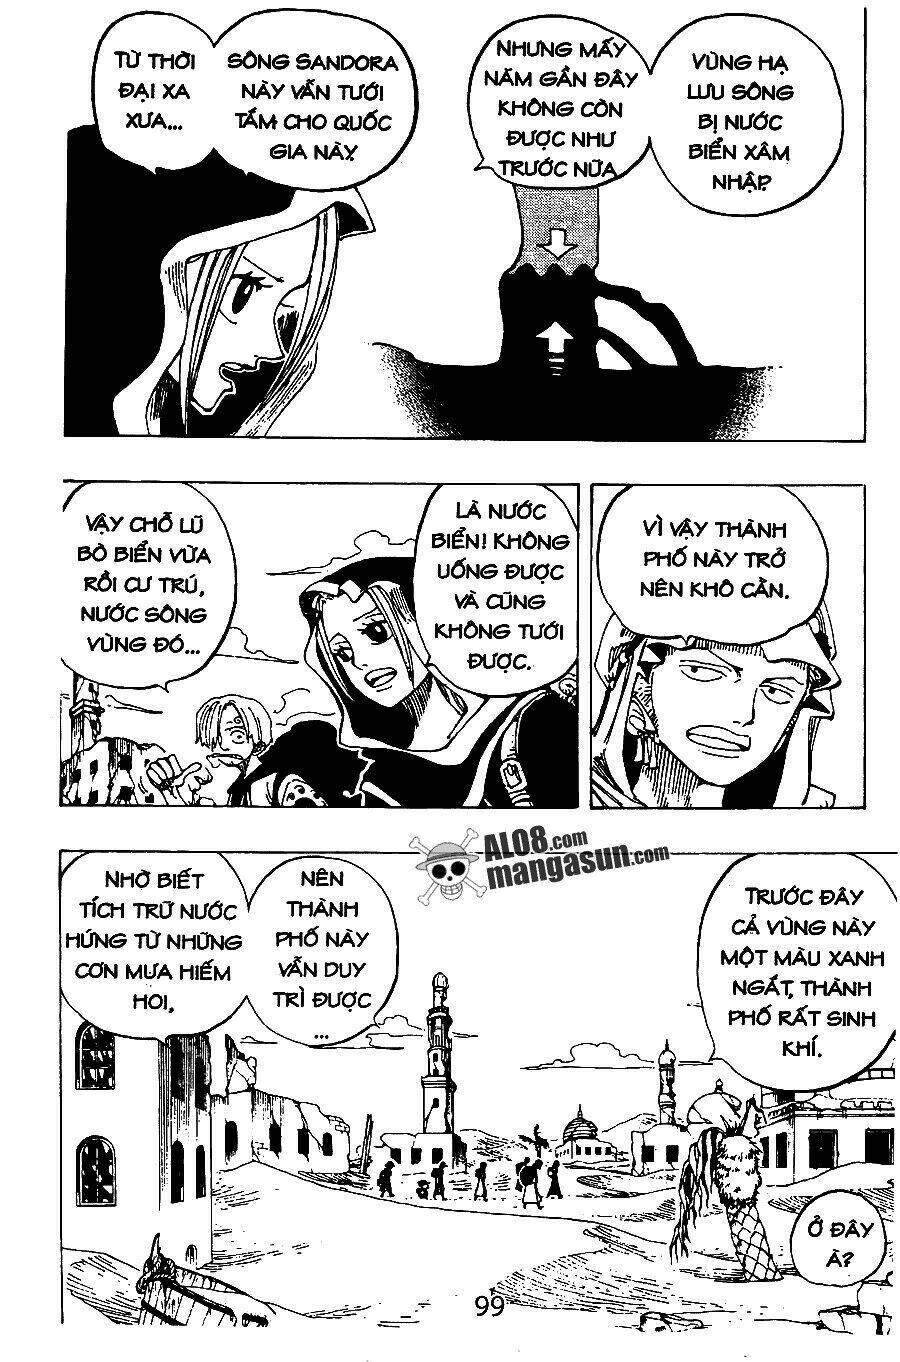 TỪ THỜI
ĐẠI XA
XƯA...
SÔNG SANDORA
NÀY VẪN TƯỚI
TẮM CHO QUỐC
GIA NÀY.
NHƯNG MẤY
NĂM GẦN ĐÂY
KHÔNG CÒN
ĐƯỢC NHƯ
TRƯỚC NỮA
VÙNG HẠ
LƯU SÔNG
BỊ NƯỚC
BIỂN XÂM
NHẬP.
VẬY CHỖ LŨ
BÒ BIỂN VỪA
RỒI CƯ TRÚ,
NƯỚC SÔNG
VÙNG ĐÓ...
LÀ NƯỚC
BIỂN! KHÔNG
UỐNG ĐƯỢC
VÀ CŨNG
KHÔNG TƯỚI
ĐƯỢC.
VÌ VẬY THÀNH
PHỐ NÀY TRỞ
NÊN KHÔ CẰN.
AL08.com
mangasun.com
NHỜ BIẾT
TÍCH TRỮ NƯỚC
HỨNG TỪ NHỮNG
CƠN MƯA HIẾM
HOI,
NÊN
THÀNH
PHỐ NÀY
VẪN DUY
TRÌ ĐƯỢC
...
TRƯỚC ĐÂY
CẢ VÙNG NÀY
MỘT MÀU XANH
NGẮT, THÀNH
PHỐ RẤT SINH
KHÍ.
Ở ĐÂY
À?
99